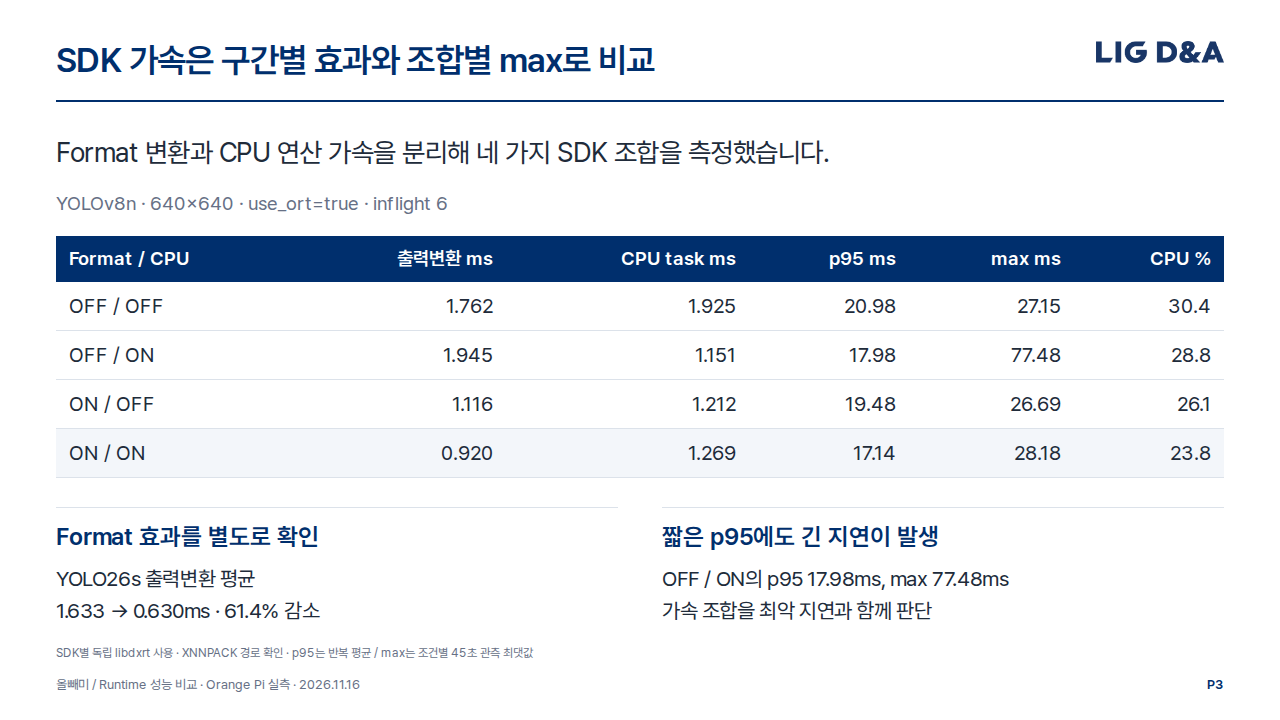 SDK 가속은 구간별 효과와 조합별 max로 비교
LIG D&A
Format 변환과 CPU 연산 가속을 분리해 네 가지 SDK 조합을 측정했습니다.
YOLOv8n · 640×640 · use_ort=true · inflight 6
Format / CPU 출력변환 ms CPU task ms p95 ms max ms CPU %
OFF / OFF 1.762 1.925 20.98 27.15 30.4
OFF / ON 1.945 1.151 17.98 77.48 28.8
ON / OFF 1.116 1.212 19.48 26.69 26.1
ON / ON 0.920 1.269 17.14 28.18 23.8
Format 효과를 별도로 확인
YOLO26s 출력변환 평균
1.633 → 0.630ms · 61.4% 감소
짧은 p95에도 긴 지연이 발생
OFF / ON의 p95 17.98ms, max 77.48ms
가속 조합을 최악 지연과 함께 판단
SDK별 독립 libdxrt 사용 · XNNPACK 경로 확인 · p95는 반복 평균 / max는 조건별 45초 관측 최댓값
올빼미 / Runtime 성능 비교 · Orange Pi 실측 · 2026.11.16
P3